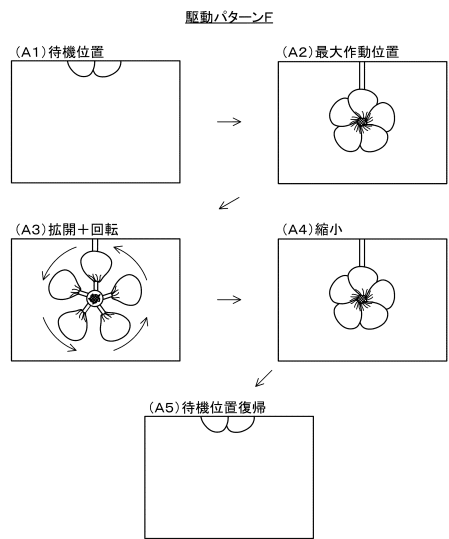 駆動パターンF
（A1）待機位置
（A2）最大作動位置
（A3）拡開＋回転
（A4）縮小
（A5）待機位置復帰